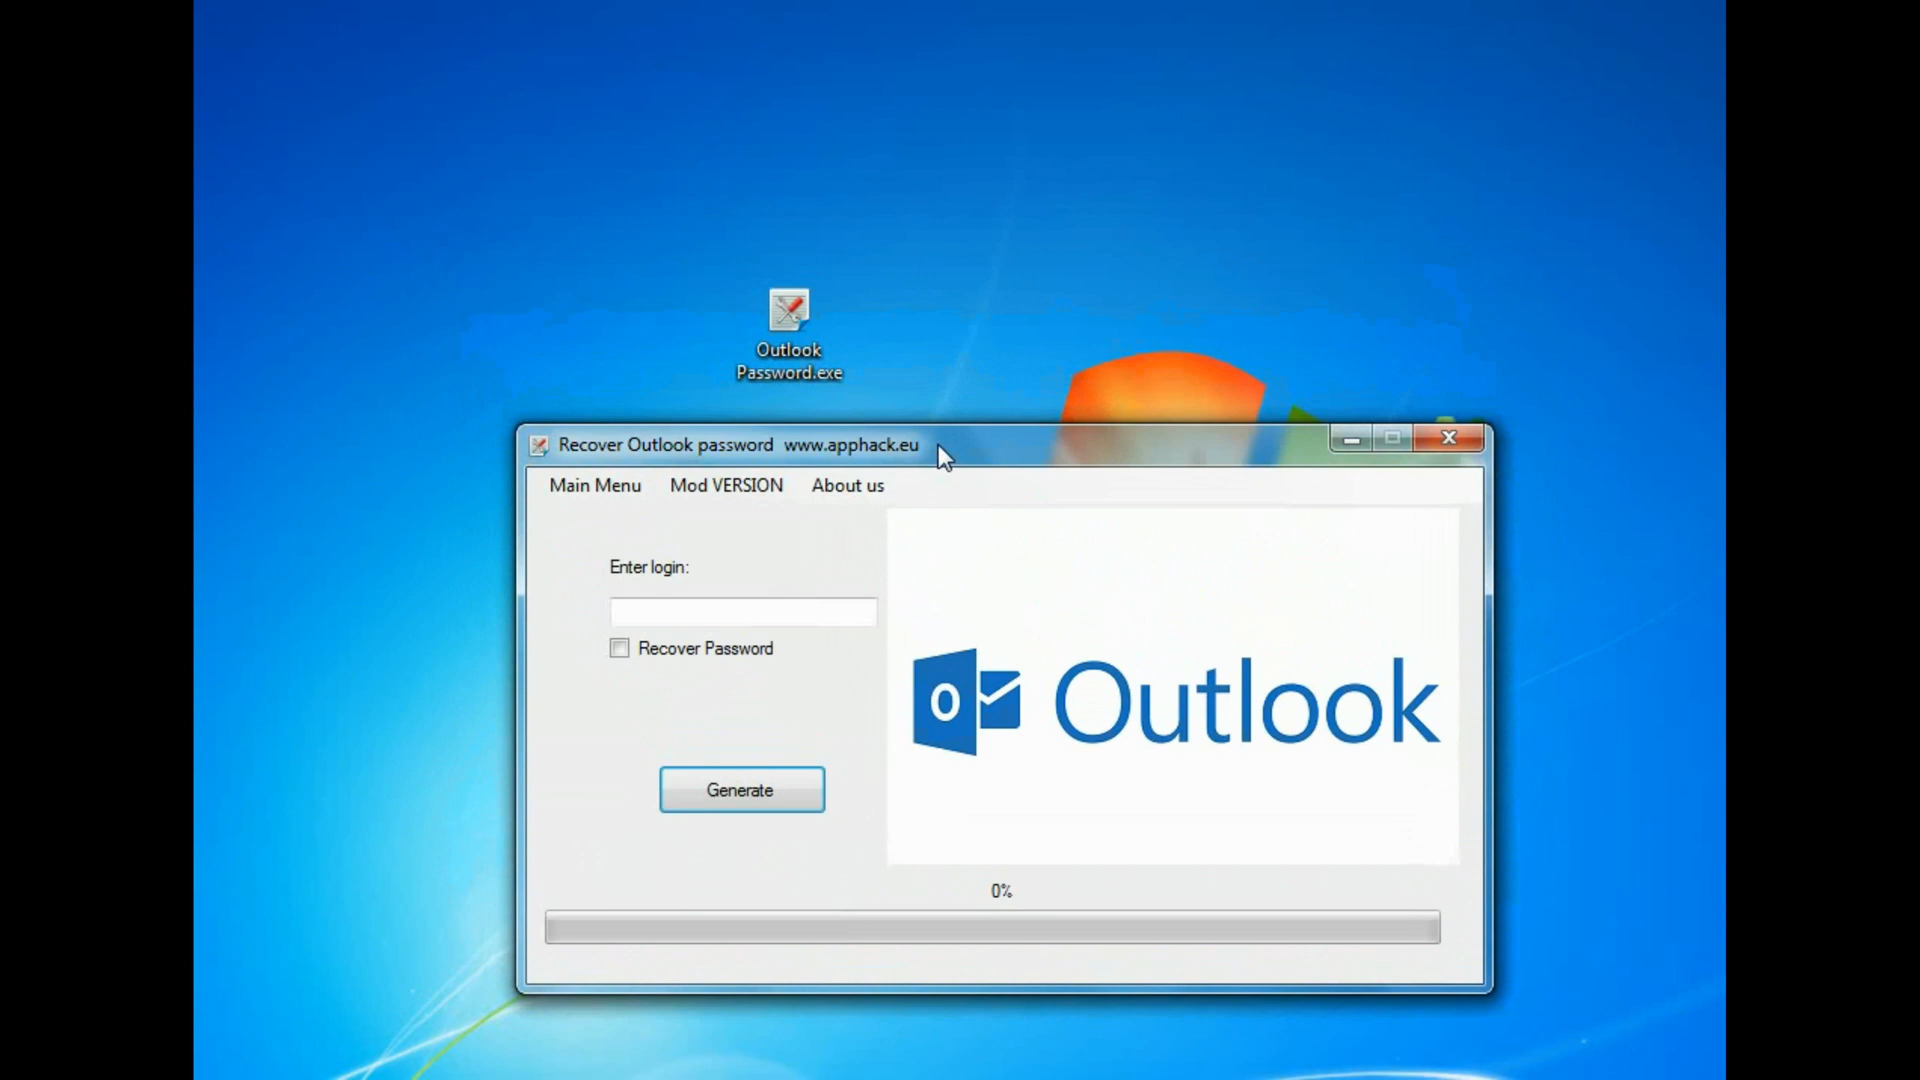 Outlook
Password.exe
Recover Outlook password www.apphack.eu
Main Menu Mod VERSION About us
Enter login:
Recover Password
Generate
O Outlook
0%